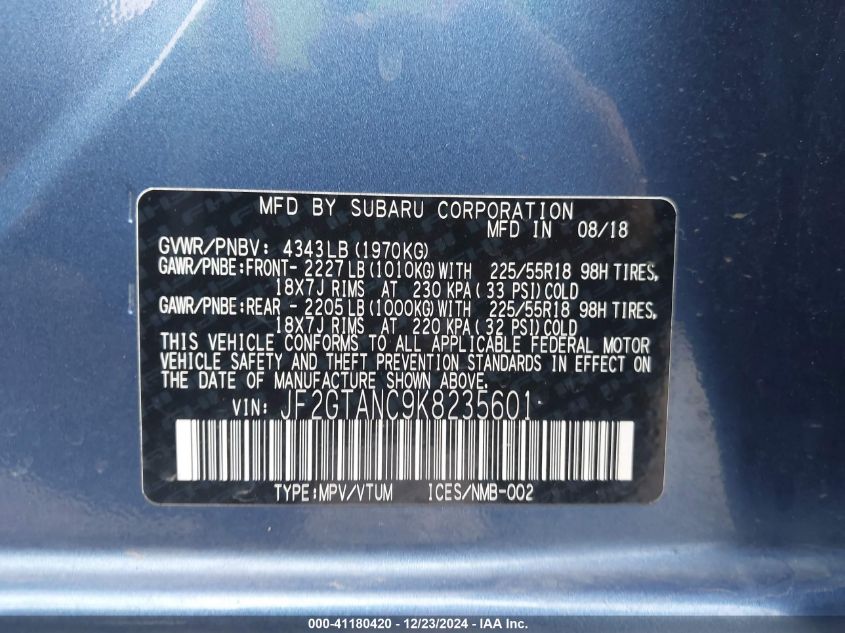 MFD BY SUBARU CORPORATION
MFD IN 08/18
GVWR/PNBV: 4343LB (1970KG)
GAWR/PNBE:FRONT- 2227LB (1010KG) WITH 225/55R18 98H TIRES,
18X7J RIMS AT 230 KPA (33 PSI) COLD
GAWR/PNBE:REAR - 2205LB (1000KG) WITH 225/55R18 98H TIRES,
18X7J RIMS AT 220 KPA (32 PSI) COLD
THIS VEHICLE CONFORMS TO ALL APPLICABLE FEDERAL MOTOR
VEHICLE SAFETY AND THEFT PREVENTION STANDARDS IN EFFECT ON
THE DATE OF MANUFACTURE SHOWN ABOVE.
VIN: JF2GTANC9K8235601
TYPE:MPV/VTUM ICES/NMB-002
000-41180420 - 12/23/2024 - IAA Inc.